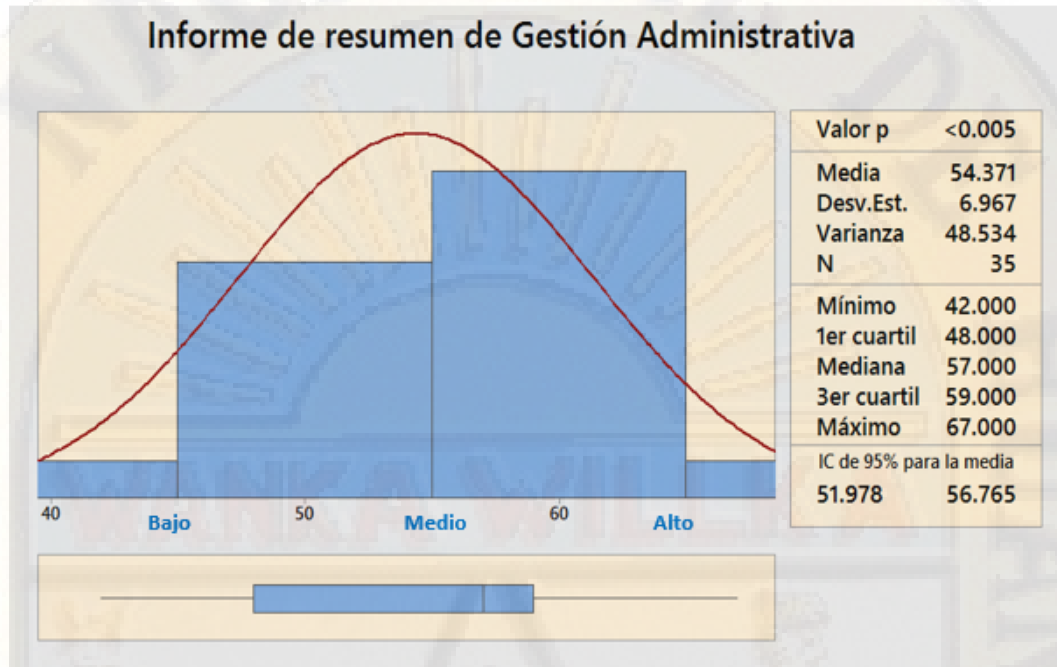 Informe de resumen de Gestión Administrativa
Valor p <0.005
Media 54.371
Desv.Est. 6.967
Varianza 48.534
N 35
Mínimo 42.000
1er cuartil 48.000
Mediana 57.000
3er cuartil 59.000
Máximo 67.000
IC de 95% para la media
51.978 56.765
40 50 60
Bajo Medio Alto
WANKA WILLKA